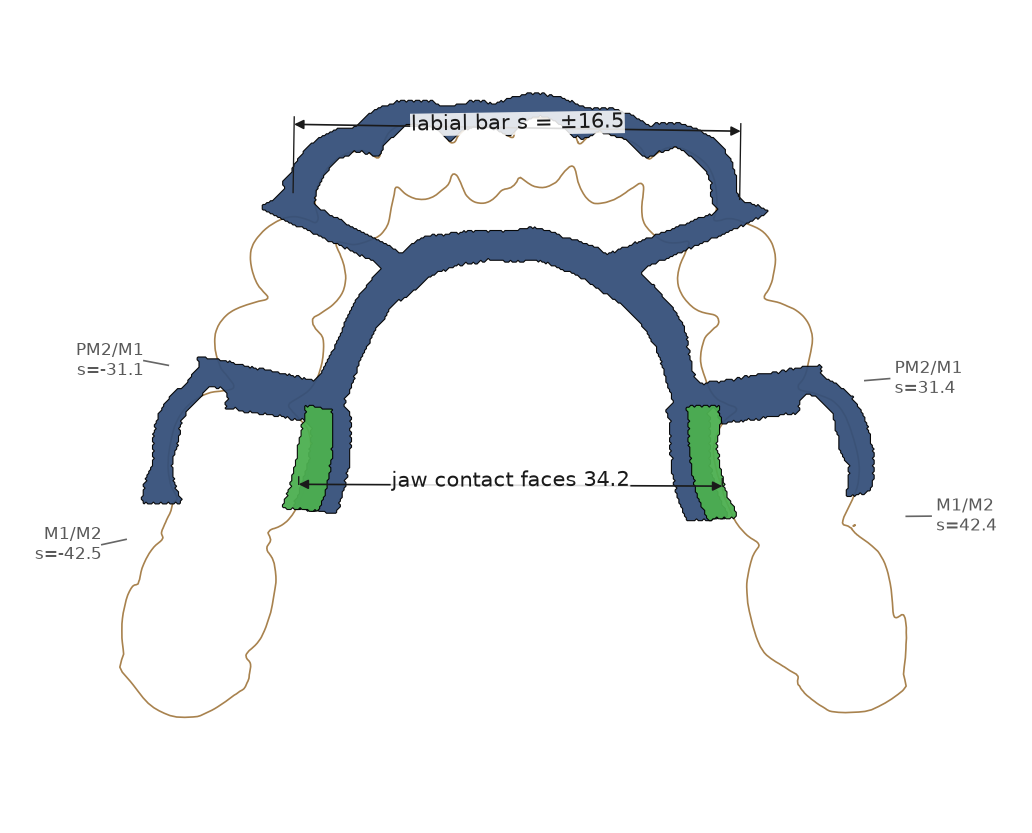 labial bar s = ±16.5
PM2/M1
s=-31.1
PM2/M1
s=31.4
jaw contact faces 34.2
M1/M2
s=-42.5
M1/M2
s=42.4